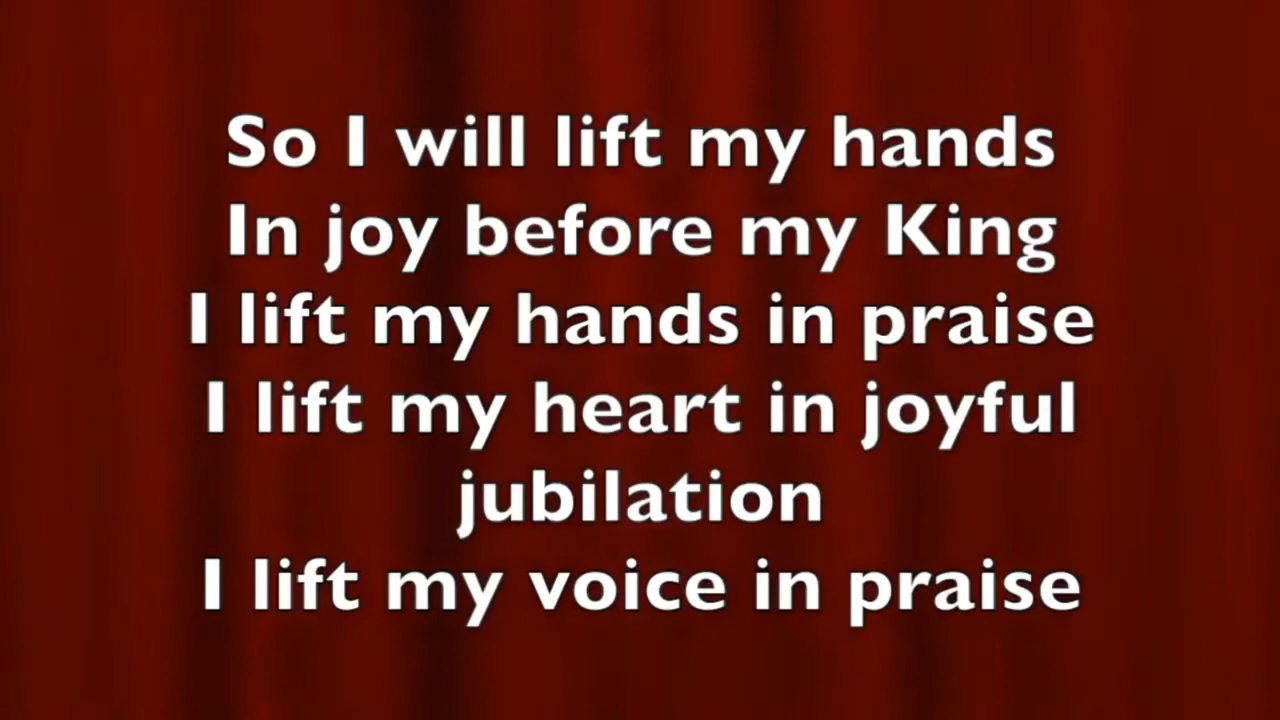 So I will lift my hands
In joy before my King
I lift my hands in praise
I lift my heart in joyful
jubilation
I lift my voice in praise